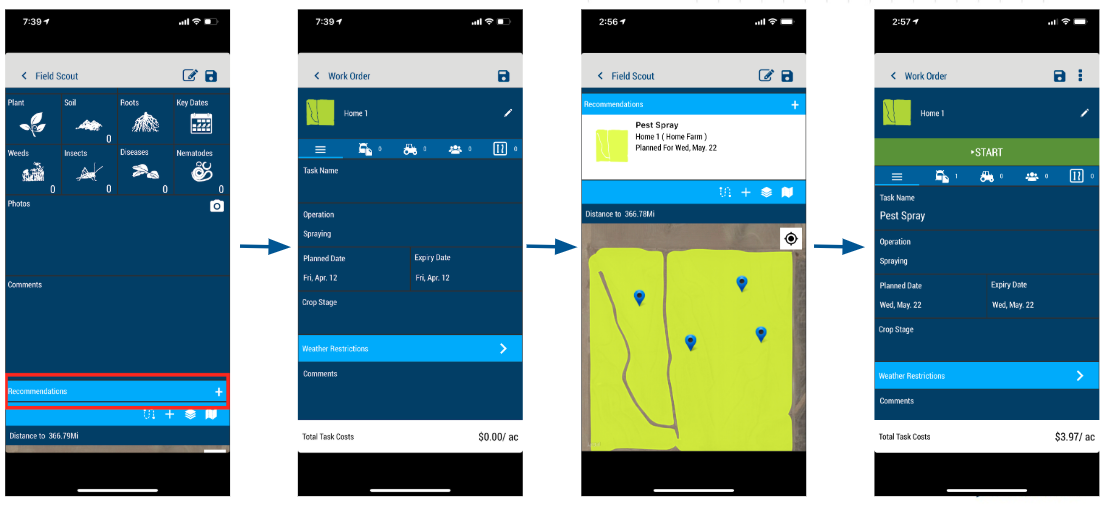 7:39
Field Scout
Plant Soil Roots Key Dates
0
Weeds Insects Diseases Nematodes
0 0 0 0
Photos
Comments
Recommendations +
Distance to 366.79Mi
7:39
Work Order
Home 1
0 0 0 0
Task Name
Operation
Spraying
Planned Date Expiry Date
Fri, Apr. 12 Fri, Apr. 12
Crop Stage
Weather Restrictions
Comments
Total Task Costs $0.00/ ac
2:56
Field Scout
Recommendations +
Pest Spray
Home 1 ( Home Farm )
Planned For Wed, May. 22
Distance to 366.78Mi
2:57
Work Order
Home 1
START
1 0 0 0
Task Name
Pest Spray
Operation
Spraying
Planned Date Expiry Date
Wed, May. 22 Wed, May. 22
Crop Stage
Weather Restrictions
Comments
Total Task Costs $3.97/ ac